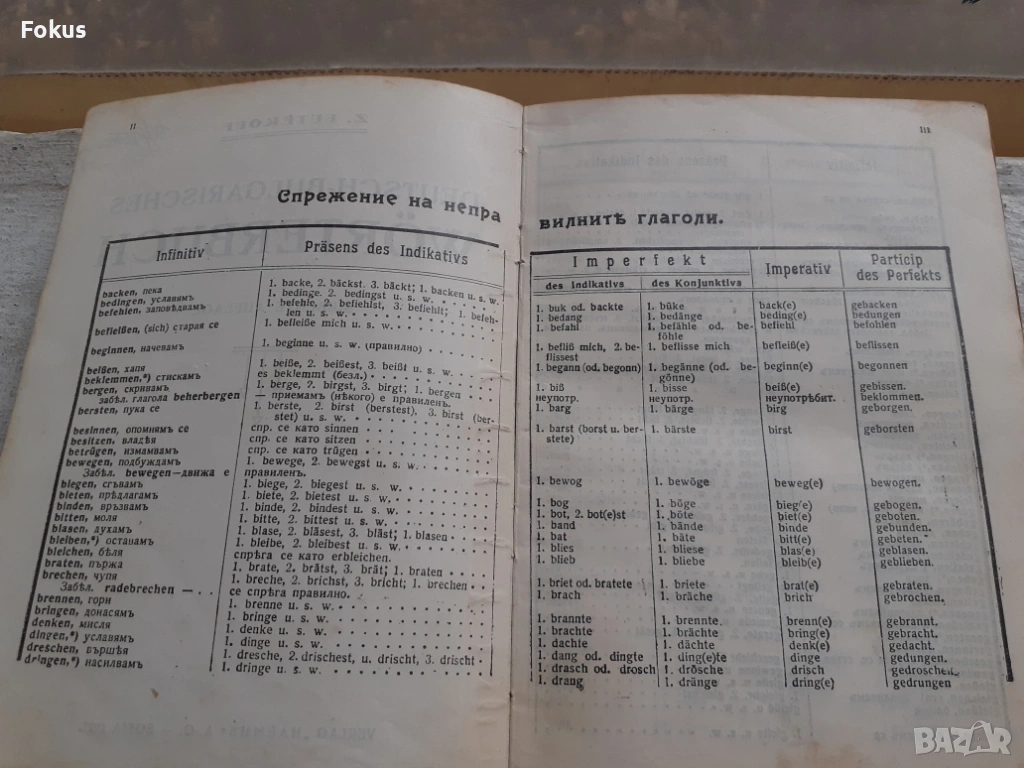 Fokus
II
III
Спрежение на непра
вилнитѣ глаголи.
Infinitiv
Präsens des Indikativs
backen, пека
1. backe, 2. bäckst. 3. bäckt; 1. backen u. s. w.
bedingen, условямъ
1. bedinge. 2. bedingst u. s. w.
befehlen, заповѣдвамъ
1. befehle, 2. befiehlst, 3. befiehlt; 1. befeh-
len u. s. w.
befleißen, (sich) старая се
1. befleiße mich u. s. w.
beginnen, начевамъ
1. beginne u. s. w. (правилно)
beißen, хапя
1. beiße, 2. beißest, 3. beißt u. s. w.
beklemmen,*) стискамъ
es beklemmt (безл.)
bergen, скривамъ
1. berge, 2. birgst, 3. birgt; 1. bergen
забѣл. глагола beherbergen
— приемамъ (нѣкого) е правиленъ.
bersten, пука се
1. berste, 2. birst (berstest), 3. birst (ber-
stet) u. s. w.
besinnen, опомнямъ се
спр. се като sinnen
besitzen, владѣя
спр. се като sitzen
betrügen, измамвамъ
спр. се като trügen
bewegen, подбуждамъ
1. bewege, 2. bewegst u. s. w.
Забѣл. bewegen—движа е
правиленъ.
biegen, сгъвамъ
1. biege, 2. biegest u. s. w.
bieten, прѣдлагамъ
1. biete, 2. bietest u. s. w.
binden, връзвамъ
1. binde, 2. bindest u. s. w.
bitten, моля
1. bitte, 2. bittest u. s. w.
blasen, духамъ
1. blase, 2. bläsest, 3. bläst; 1. blasen
bleiben,*) оставамъ
1. bleibe, 2. bleibest u. s. w.
bleichen, бѣля
спрѣга се като erbleichen.
braten, пържа
1. brate, 2. brätst, 3. brät; 1. braten
brechen, чупя
1. breche, 2. brichst, 3. bricht; 1. brechen
Забѣл. radebrechen —
се спрѣга правилно.
brennen, гори
1. brenne u. s. w.
bringen, донасямъ
1. bringe u. s. w.
denken, мисля
1. denke u. s. w.
dingen,*) условямъ
1. dinge u. s. w.
dreschen, вършѣя
1. dresche, 2. drischest, u. drischt, 3. drischt
dringen,*) насилвамъ
1. dringe u. s. w.
Imperfekt
Imperativ
Particip
des Perfekts
des Indikativs
des Konjunktivs
1. buk od. backte
1. büke
back(e)
gebacken
1. bedang
1. bedänge
beding(e)
bedungen
1. befahl
1. befähle od. be-
föhle
befiehl
befohlen
1. befliß mich, 2. be-
flissest
1. beflisse mich
befleiß(e)
beflissen
1. begann (od. begonn)
1. begänne (od. be-
gönne)
beginn(e)
begonnen
1. biß
1. bisse
beiß(e)
gebissen.
неупотр.
неупотр.
неупотрѣбит.
beklommen.
1. barg
1. bärge
birg
geborgen.
1. barst (borst u. ber-
stete)
1. bärste
birst
geborsten
1. bewog
1. bewöge
beweg(e)
bewogen.
1. bog
1. böge
bieg(e)
gebogen.
1. bot, 2. bot(e)st
1. böte
biet(e)
geboten.
1. band
1. bände
binde
gebunden.
1. bat
1. bäte
bitt(e)
gebeten.
1. blies
1. bliese
blas(e)
geblasen.
1. blieb
1. bliebe
bleib(e)
geblieben.
1. briet od. bratete
1. briete
brat(e)
gebraten.
1. brach
1. bräche
brich
gebrochen.
1. brannte
1. brennte.
brenn(e)
gebrannt.
1. brachte
1. brächte
bring(e)
gebracht.
1. dachte
1. dächte
denk(e)
gedacht.
1. dang od. dingte
1. ding(e)te
dinge
gedungen.
1. drasch od. drosch
1. drösche
drisch
gedroschen.
1. drang
1. dränge
dring(e)
gedrungen
BAZAR